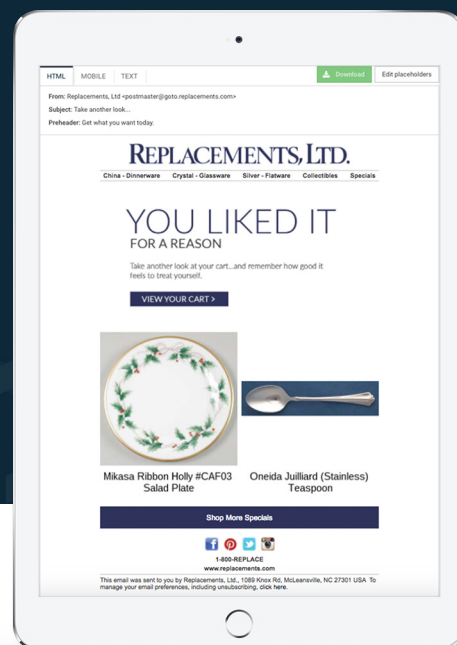 HTML MOBILE TEXT Download Edit placeholders
From: Replacements, Ltd <postmaster@goto.replacements.com>
Subject: Take another look...
Preheader: Get what you want today.
REPLACEMENTS, LTD.
China - Dinnerware Crystal - Glassware Silver - Flatware Collectibles Specials
YOU LIKED IT
FOR A REASON
Take another look at your cart...and remember how good it
feels to treat yourself.
VIEW YOUR CART >
Mikasa Ribbon Holly #CAF03
Salad Plate
Oneida Juilliard (Stainless)
Teaspoon
Shop More Specials
1-800-REPLACE
www.replacements.com
This email was sent to you by Replacements, Ltd., 1089 Knox Rd, McLeansville, NC 27301 USA To
manage your email preferences, including unsubscribing, click here.